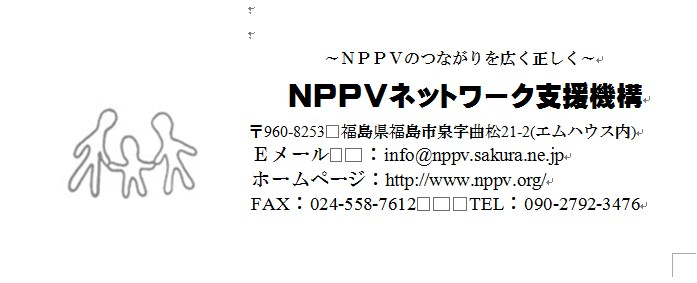 ～ＮＰＰＶのつながりを広く正しく～
NPPVネットワーク支援機構
〒960-8253□福島県福島市泉字曲松21-2(エムハウス内)
Ｅメール□□：info@nppv.sakura.ne.jp
ホームページ：http://www.nppv.org/
FAX：024-558-7612□□□TEL：090-2792-3476